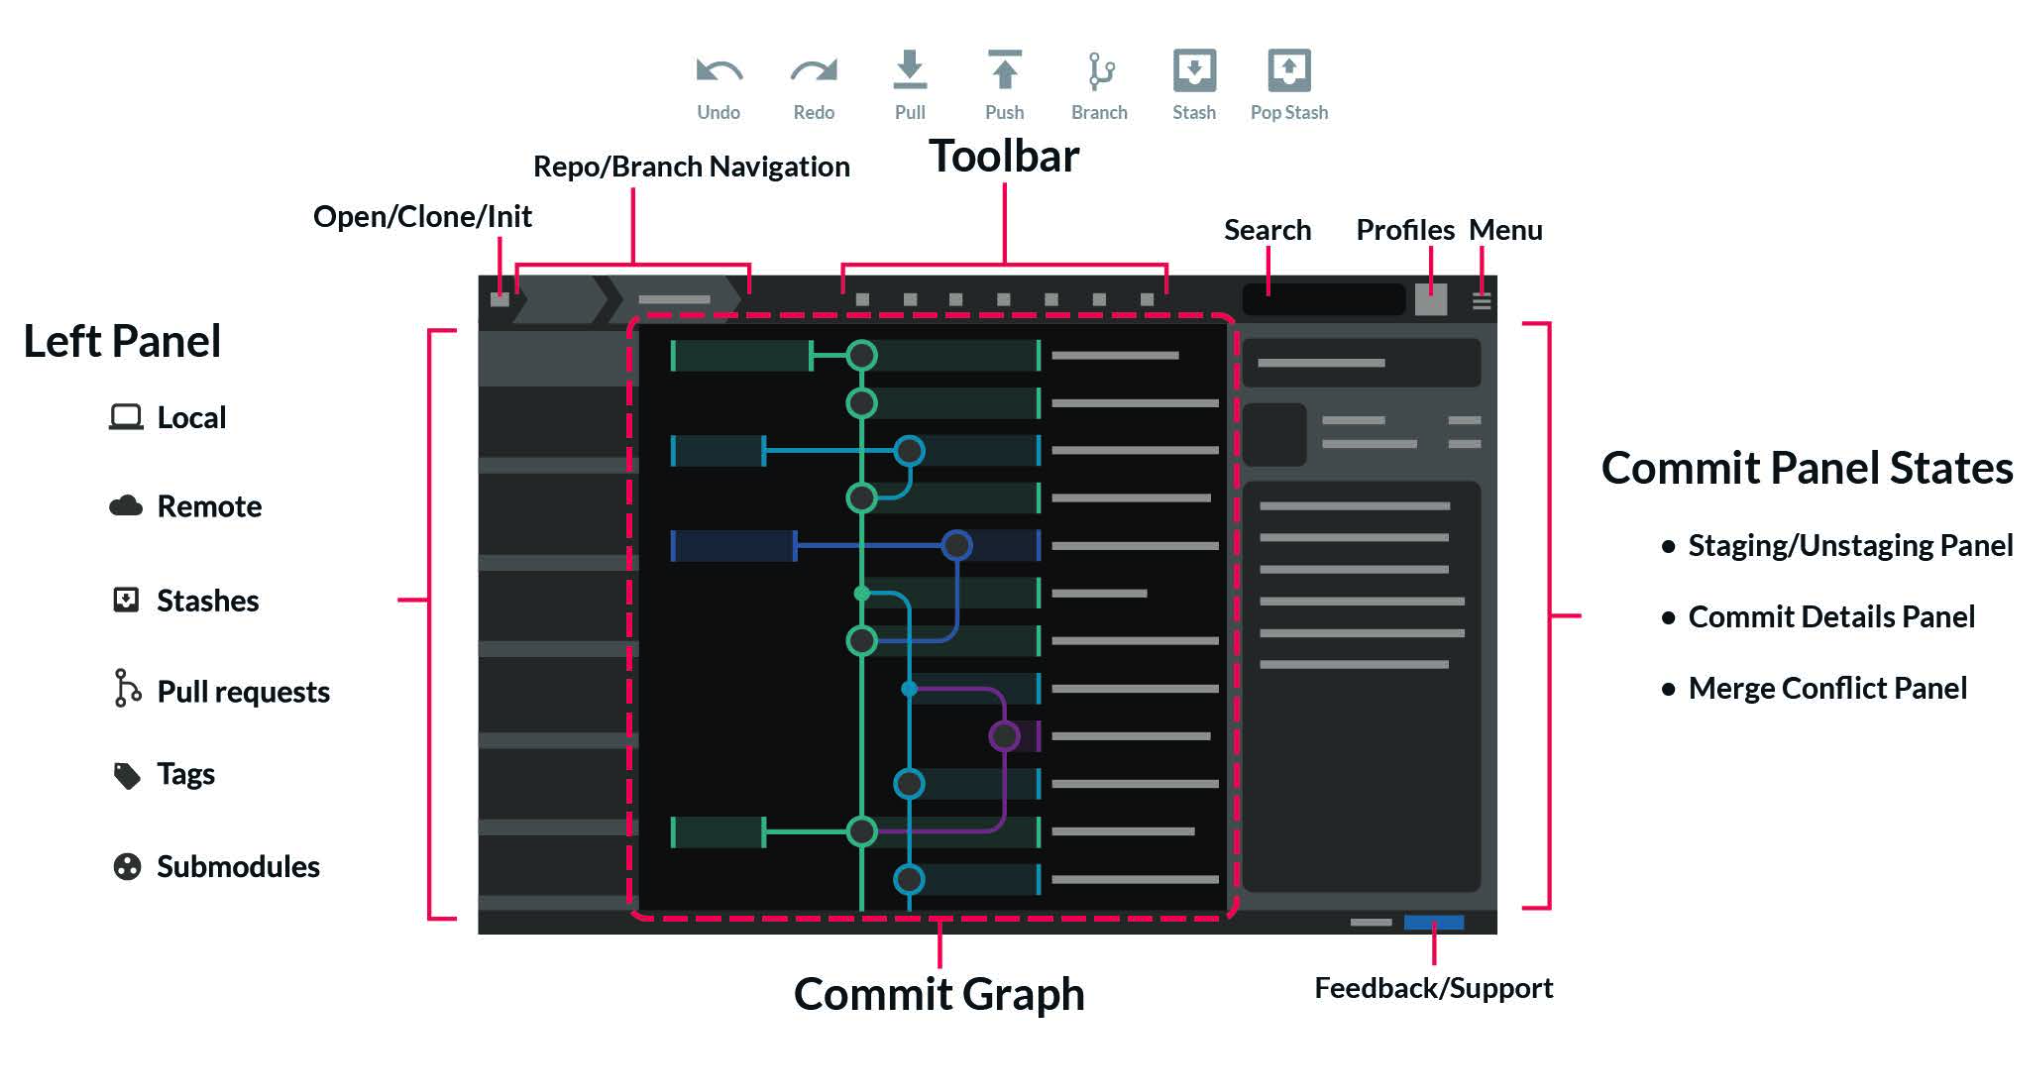 Undo
Redo
Pull
Push
Branch
Stash
Pop Stash
Toolbar
Repo/Branch Navigation
Open/Clone/Init
Search
Profiles
Menu
Left Panel
Local
Remote
Stashes
Pull requests
Tags
Submodules
Commit Panel States
• Staging/Unstaging Panel
• Commit Details Panel
• Merge Conflict Panel
Commit Graph
Feedback/Support